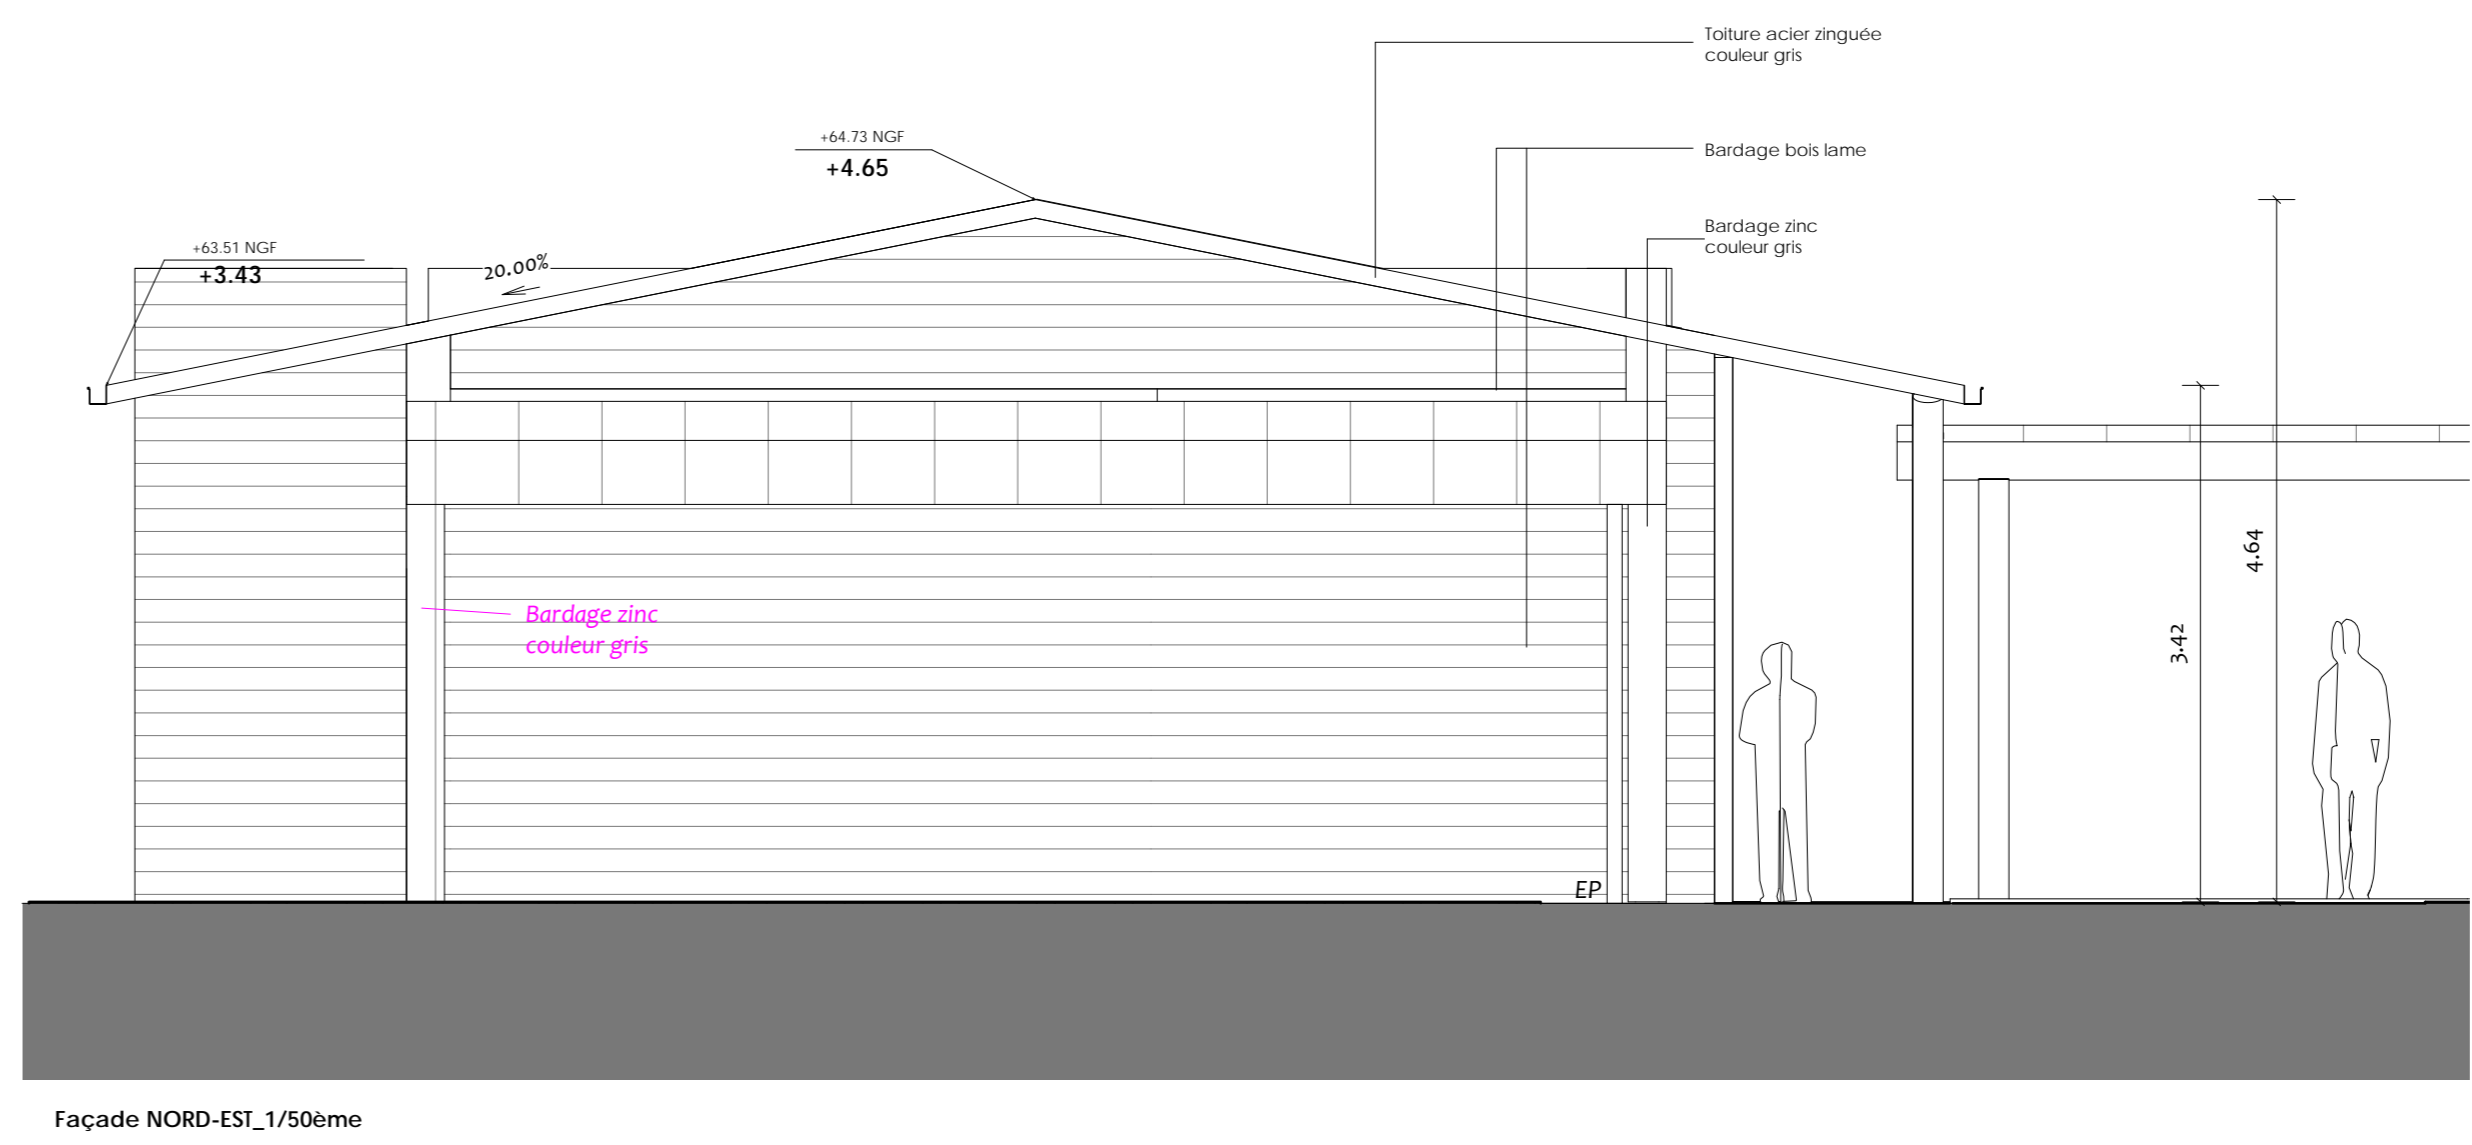 Toiture acier zinguée
couleur gris
+64.73 NGF
+4.65
Bardage bois lame
Bardage zinc
couleur gris
+63.51 NGF
+3.43
20.00%
4.64
3.42
Bardage zinc
couleur gris
EP
Façade NORD-EST_1/50ème